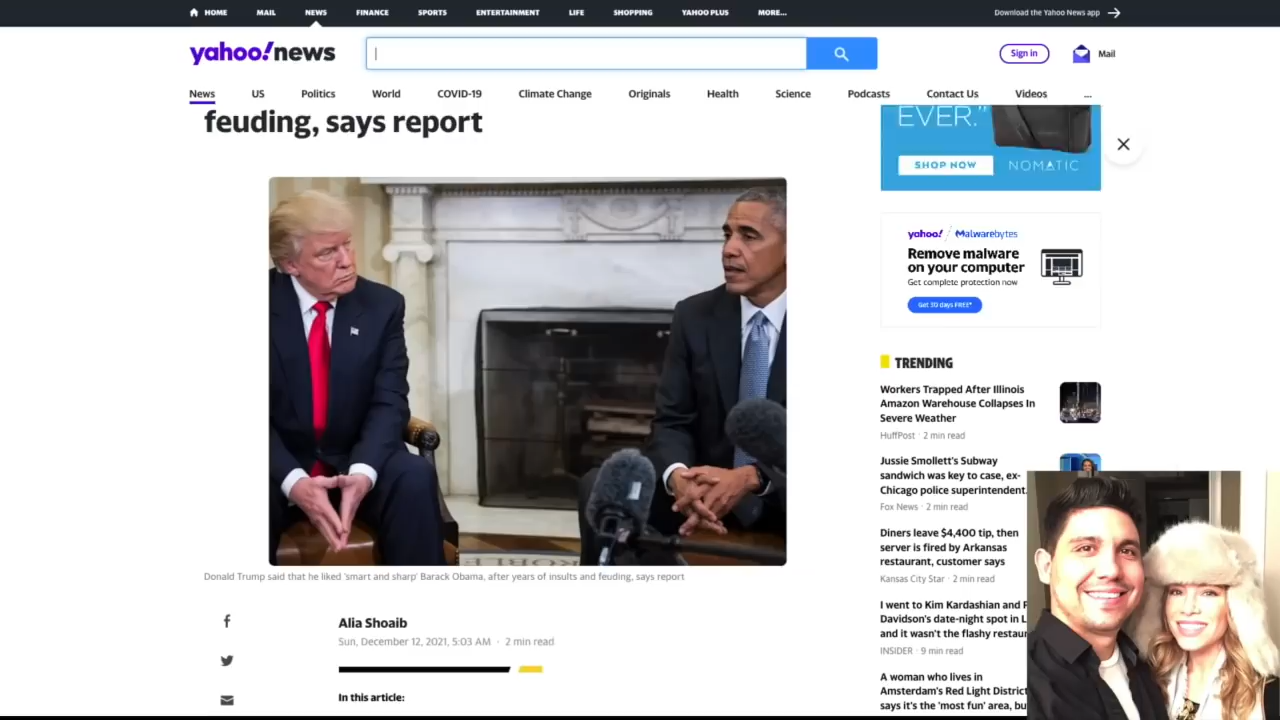 HOME MAIL NEWS FINANCE SPORTS ENTERTAINMENT LIFE SHOPPING YAHOO PLUS MORE... Download the Yahoo News app
yahoo!news
Sign in
Mail
News US Politics World COVID-19 Climate Change Originals Health Science Podcasts Contact Us Videos ...
feuding, says report
EVER."
SHOP NOW NOMATIC
yahoo! / Malwarebytes
Remove malware
on your computer
Get complete protection now
Get 30 days FREE*
TRENDING
Workers Trapped After Illinois
Amazon Warehouse Collapses In
Severe Weather
HuffPost · 2 min read
Jussie Smollett's Subway
sandwich was key to case, ex-
Chicago police superintendent
Fox News · 2 min read
Diners leave $4,400 tip, then
server is fired by Arkansas
restaurant, customer says
Kansas City Star · 2 min read
I went to Kim Kardashian and
Davidson's date-night spot in
and it wasn't the flashy
INSIDER · 9 min read
A woman who lives in
Amsterdam's Red Light District
says it's the 'most fun' area, bu
Donald Trump said that he liked 'smart and sharp' Barack Obama, after years of insults and feuding, says report
Alia Shoaib
Sun, December 12, 2021, 5:03 AM · 2 min read
In this article: